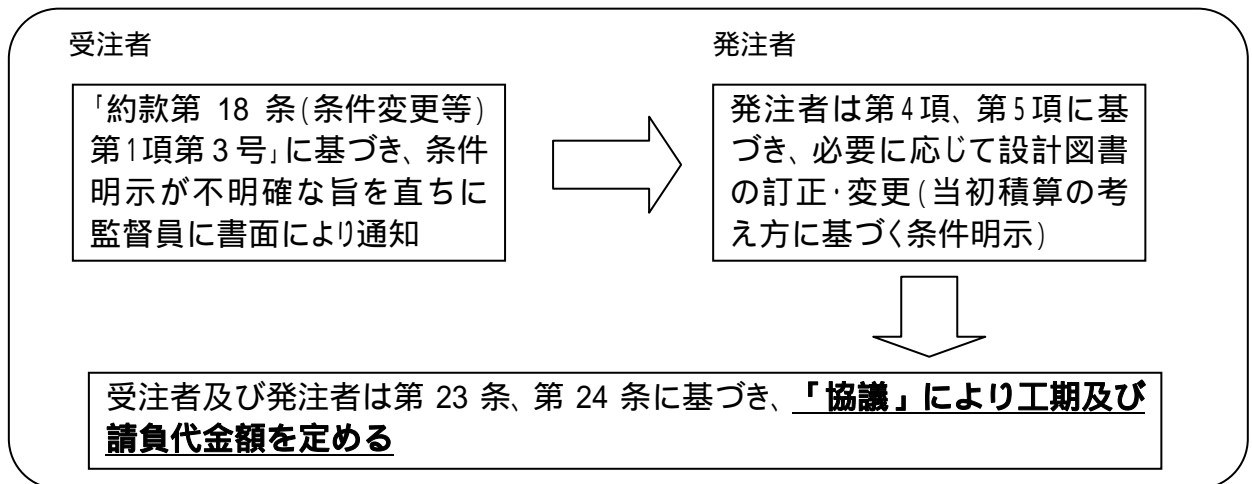 受注者
発注者
「約款第 18 条(条件変更等)
第1項第3号」に基づき、条件
明示が不明確な旨を直ちに
監督員に書面により通知
発注者は第4項、第5項に基
づき、必要に応じて設計図書
の訂正・変更(当初積算の考
え方に基づく条件明示)
受注者及び発注者は第 23 条、第 24 条に基づき、「協議」により工期及び
請負代金額を定める